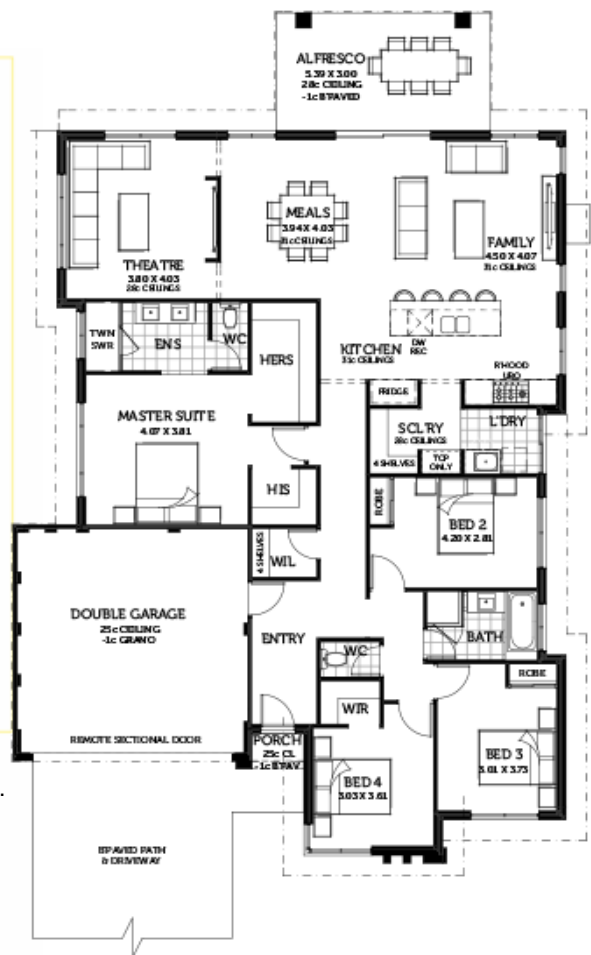 ALFRESCO
5.39 X 3.00
28c CEILING
-1c B'PAVED
MEALS
3.94 X 4.03
31c CEILINGS
FAMILY
4.50 X 4.07
31c CEILINGS
THEATRE
3.80 X 4.03
28c CEILINGS
TWN
SWR
ENS
WC
HERS
KITCHEN
31c CEILINGS
DW
REC
R'HOOD
U/BO
FRIDGE
MASTER SUITE
4.07 X 3.81
SCL'RY
28c CEILINGS
L'DRY
4 SHELVES
TOP
ONLY
HIS
ROBE
BED 2
4.20 X 2.81
4 SHELVES
WIL
DOUBLE GARAGE
25c CEILING
-1c GRANO
ENTRY
WC
BATH
ROBE
WIR
REMOTE SECTIONAL DOOR
PORCH
25c CL
-1c B'PAV.
BED 3
3.01 X 3.73
BED 4
3.03 X 3.61
B'PAVED PATH
& DRIVEWAY